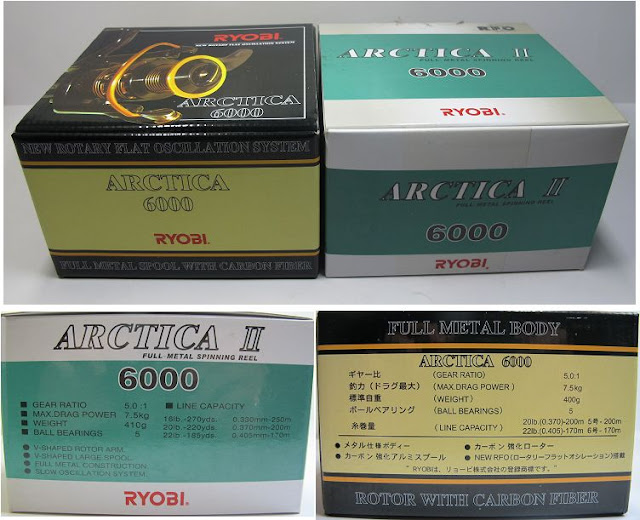 RYOBI.
NEW ROTARY FLAT OSCILLATION SYSTEM
ARCTICA
6000
NEW ROTARY FLAT OSCILLATION SYSTEM
ARCTICA
6000
RYOBI.
FULL METAL SPOOL WITH CARBON FIBER
RFO
ARCTICA II
FULL METAL SPINNING REEL
6000
RYOBI.
ARCTICA II
FULL METAL SPINNING REEL
6000
RYOBI.
ARCTICA II
FULL METAL SPINNING REEL
6000
■ GEAR RATIO 5.0:1 ■ LINE CAPACITY
■ MAX.DRAG POWER 7.5kg 18lb.-270yds. 0.330mm-250m
■ WEIGHT 410g 20lb.-220yds. 0.370mm-200m
■ BALL BEARINGS 5 22lb.-185yds. 0.405mm-170m
● V-SHAPED ROTOR ARM.
● V-SHAPED LARGE SPOOL.
● FULL METAL CONSTRUCTION.
● SLOW OSCILLATION SYSTEM.
RYOBI.
FULL METAL BODY
ARCTICA 6000
ギヤー比 (GEAR RATIO) 5.0:1
(ドラグ最大) (MAX.DRAG POWER) 7.5kg
標準自重 (WEIGHT) 400g
ボールベアリング (BALL BEARINGS) 5
糸巻量 (LINE CAPACITY) 20lb.(0.370)-200m 5号-200m
22lb.(0.405)-170m 6号-170m
● メタル仕様ボディー ● カーボン強化ローター
● カーボン強化アルミスプール ● NEW RFO(ロータリーフラットオシレーション)搭載
"RYOBIは、リョービ株式会社の登録商標です。"
ROTOR WITH CARBON FIBER